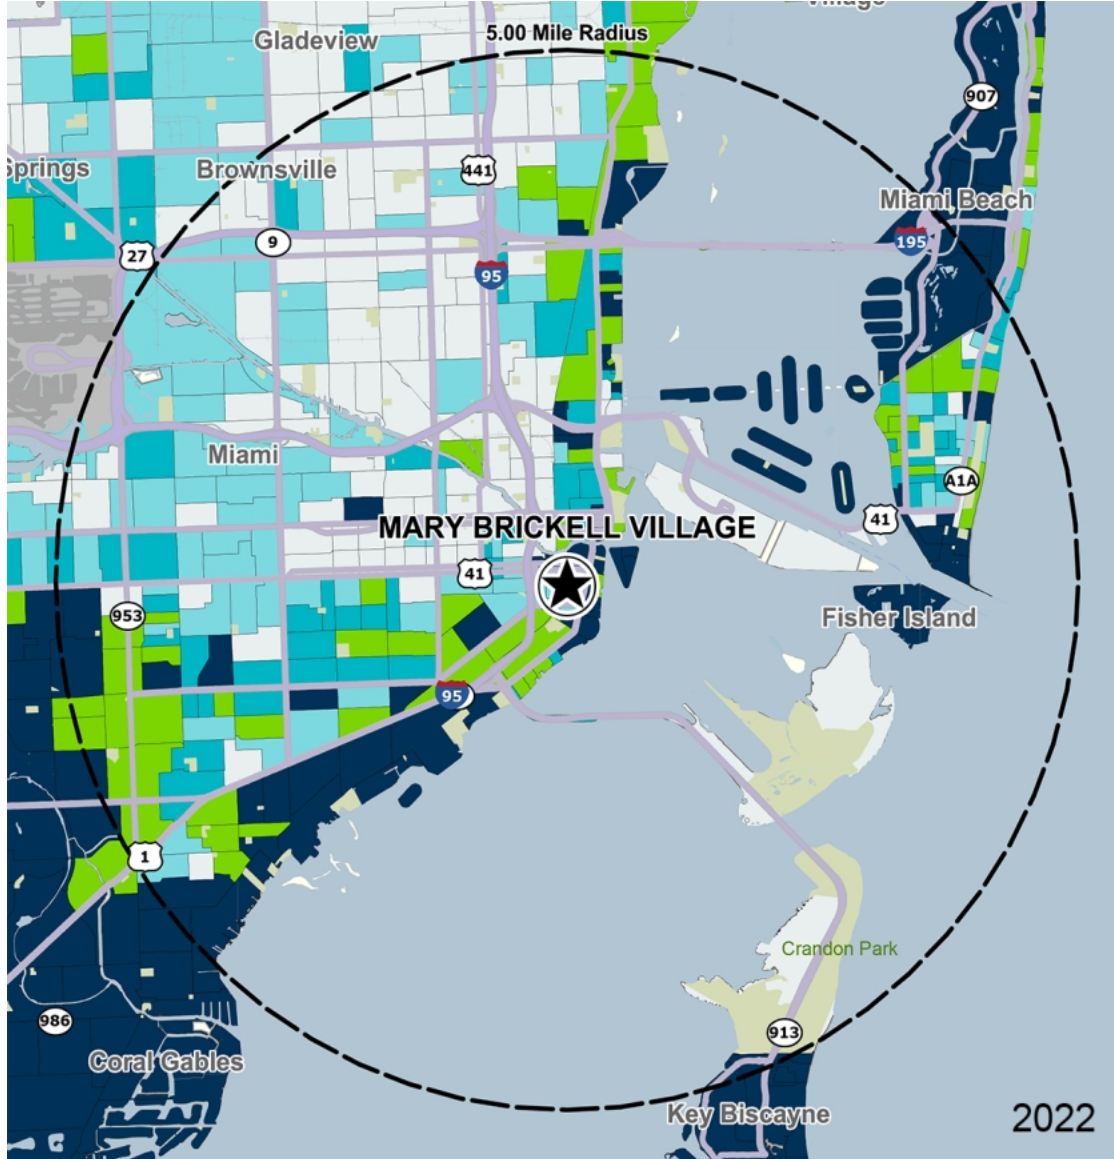 Village
Gladeview
5.00 Mile Radius
907
Springs
Brownsville
441
Miami Beach
27
9
95
195
Miami
A1A
MARY BRICKELL VILLAGE
41
41
953
Fisher Island
95
1
Crandon Park
986
913
Coral Gables
Key Biscayne
2022